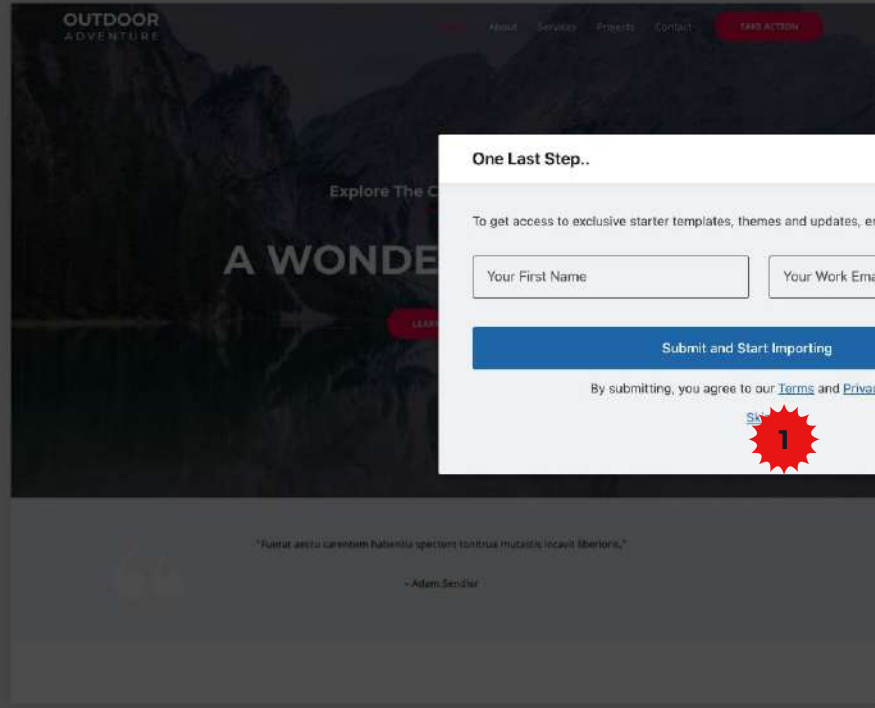 OUTDOOR
ADVENTURE
About Services Projects Contact TAKE ACTION
One Last Step..
Explore The
To get access to exclusive starter templates, themes and updates,
A WONDE
Your First Name
Your Work
Submit and Start Importing
By submitting, you agree to our Terms and
1
- Adam Sendler